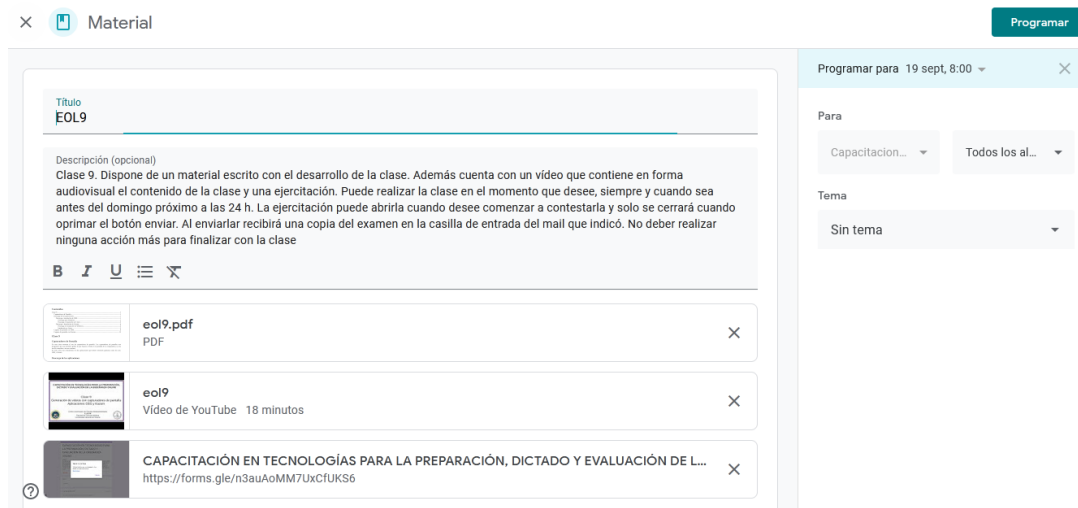 Material
Programar
Programar para 19 sept, 8:00
Título
EOL9
Para
Capacitacion...
Todos los al...
Descripción (opcional)
Clase 9. Dispone de un material escrito con el desarrollo de la clase. Además cuenta con un vídeo que contiene en forma
audiovisual el contenido de la clase y una ejercitación. Puede realizar la clase en el momento que desee, siempre y cuando sea
antes del domingo próximo a las 24 h. La ejercitación puede abrirla cuando desee comenzar a contestarla y solo se cerrará cuando
oprimar el botón enviar. Al enviarlar recibirá una copia del examen en la casilla de entrada del mail que indicó. No deber realizar
ninguna acción más para finalizar con la clase
Tema
Sin tema
B I U
eol9.pdf
PDF
eol9
Vídeo de YouTube 18 minutos
CAPACITACIÓN EN TECNOLOGÍAS PARA LA PREPARACIÓN, DICTADO Y EVALUACIÓN DE L...
https://forms.gle/n3auAoMM7UxCfUKS6